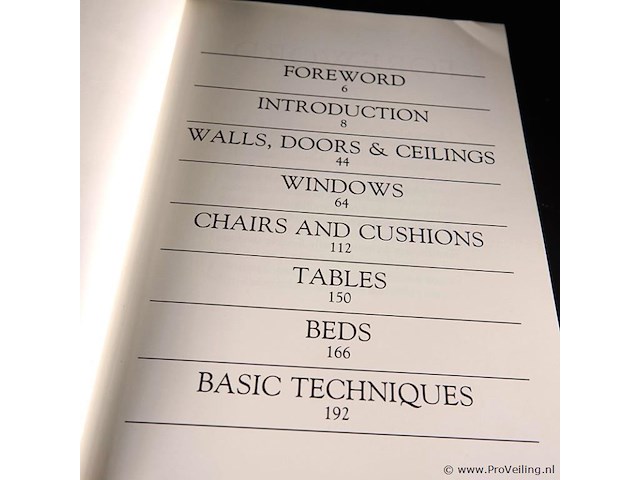 FOREWORD
6
INTRODUCTION
8
WALLS, DOORS & CEILINGS
44
WINDOWS
64
CHAIRS AND CUSHIONS
112
TABLES
150
BEDS
166
BASIC TECHNIQUES
192
© www.ProVeiling.nl